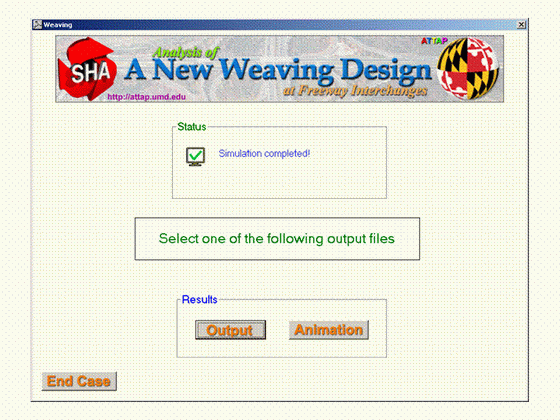 Weaving
ATTAP
Analysis of
SHA
A New Weaving Design
at Freeway Interchanges
http://attap.umd.edu
Status
Simulation completed!
Select one of the following output files
Results
Output
Animation
End Case